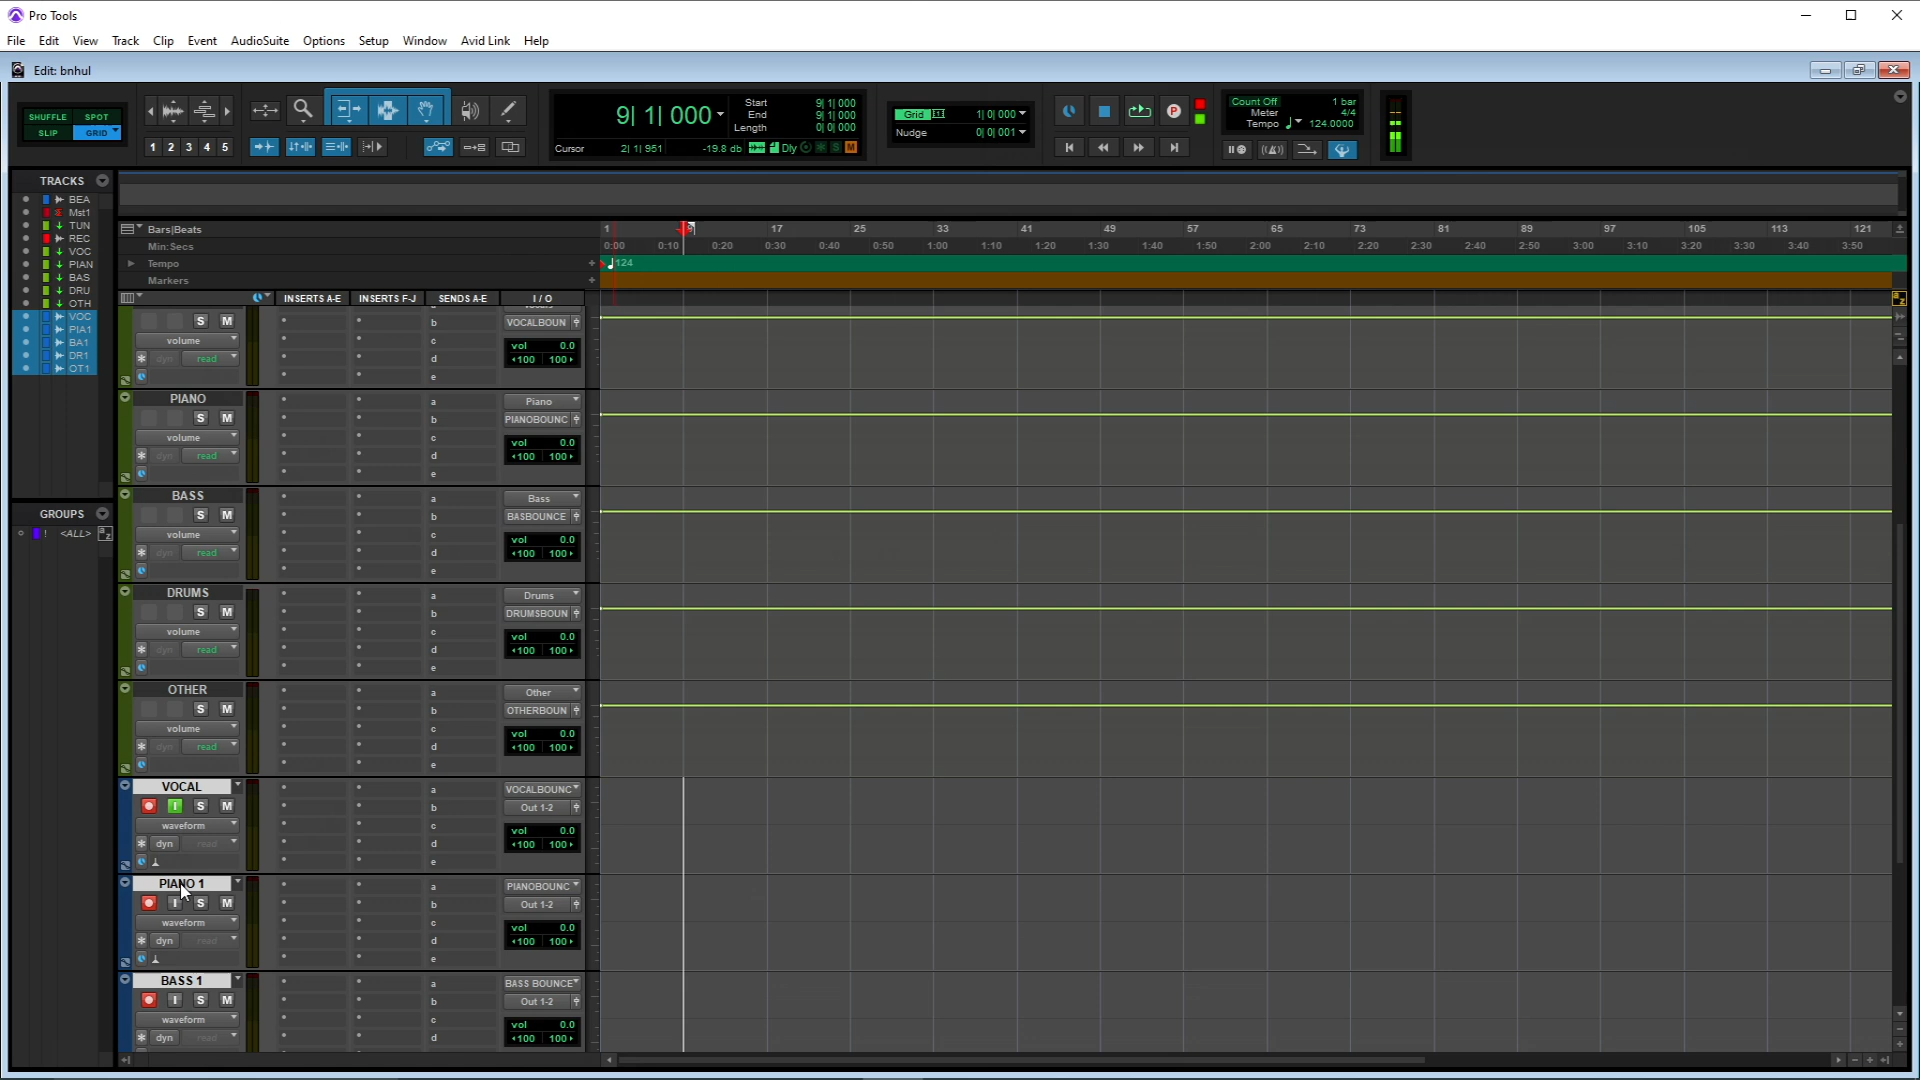 Pro Tools
File Edit View Track Clip Event AudioSuite Options Setup Window Avid Link Help
Edit: bnhul
SHUFFLE SPOT
SLIP GRID
1 2 3 4 5
9| 1| 000
Start 9| 1| 000
End 9| 1| 000
Length 0| 0| 000
Cursor 2| 1| 951 -19.8 db Dly S M
Grid 1| 0| 000
Nudge 0| 0| 001
P
Count Off 1 bar
Meter 4/4
Tempo 124.0000
TRACKS
BEA
Mst1
TUN
REC
VOC
PIAN
BAS
DRU
OTH
VOC
PIA1
BA1
DR1
OT1
GROUPS
! <ALL> a z
Bars|Beats 1 9 17 25 33 41 49 57 65 73 81 89 97 105 113 121
Min:Secs 0:00 0:10 0:20 0:30 0:40 0:50 1:00 1:10 1:20 1:30 1:40 1:50 2:00 2:10 2:20 2:30 2:40 2:50 3:00 3:10 3:20 3:30 3:40 3:50
Tempo + 124
Markers +
INSERTS A-E INSERTS F-J SENDS A-E I / O
S M b VOCALBOUN
volume c vol 0.0
dyn read d 100 100
e
PIANO a Piano
S M b PIANOBOUNC
volume c vol 0.0
dyn read d 100 100
e
BASS a Bass
S M b BASBOUNCE
volume c vol 0.0
dyn read d 100 100
e
DRUMS a Drums
S M b DRUMSBOUN
volume c vol 0.0
dyn read d 100 100
e
OTHER a Other
S M b OTHERBOUN
volume c vol 0.0
dyn read d 100 100
e
VOCAL a VOCALBOUNC
I S M b Out 1-2
waveform c vol 0.0
dyn read d 100 100
e
PIANO 1 a PIANOBOUNC
I S M b Out 1-2
waveform c vol 0.0
dyn read d 100 100
e
BASS 1 a BASS BOUNCE
I S M b Out 1-2
waveform c vol 0.0
dyn read d 100 100